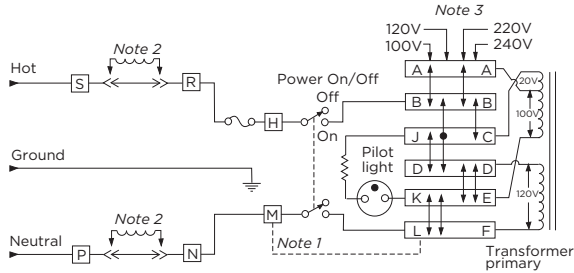 Note 3
120V 220V
100V 240V
Note 2
Hot
S R
Power On/Off
Off
H
On
A A
B B
J C
D D
K E
L F
20V
100V
120V
Ground
Pilot
light
Note 2
M
Note 1
Neutral
P N
Transformer
primary